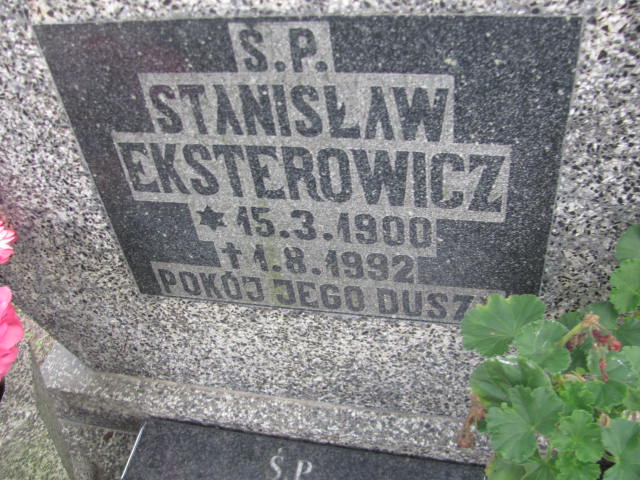 Ś.P.
STANISŁAW
EKSTEROWICZ
* 15.3.1900
† 1.8.1992
POKÓJ JEGO DUSZY
Ś.P